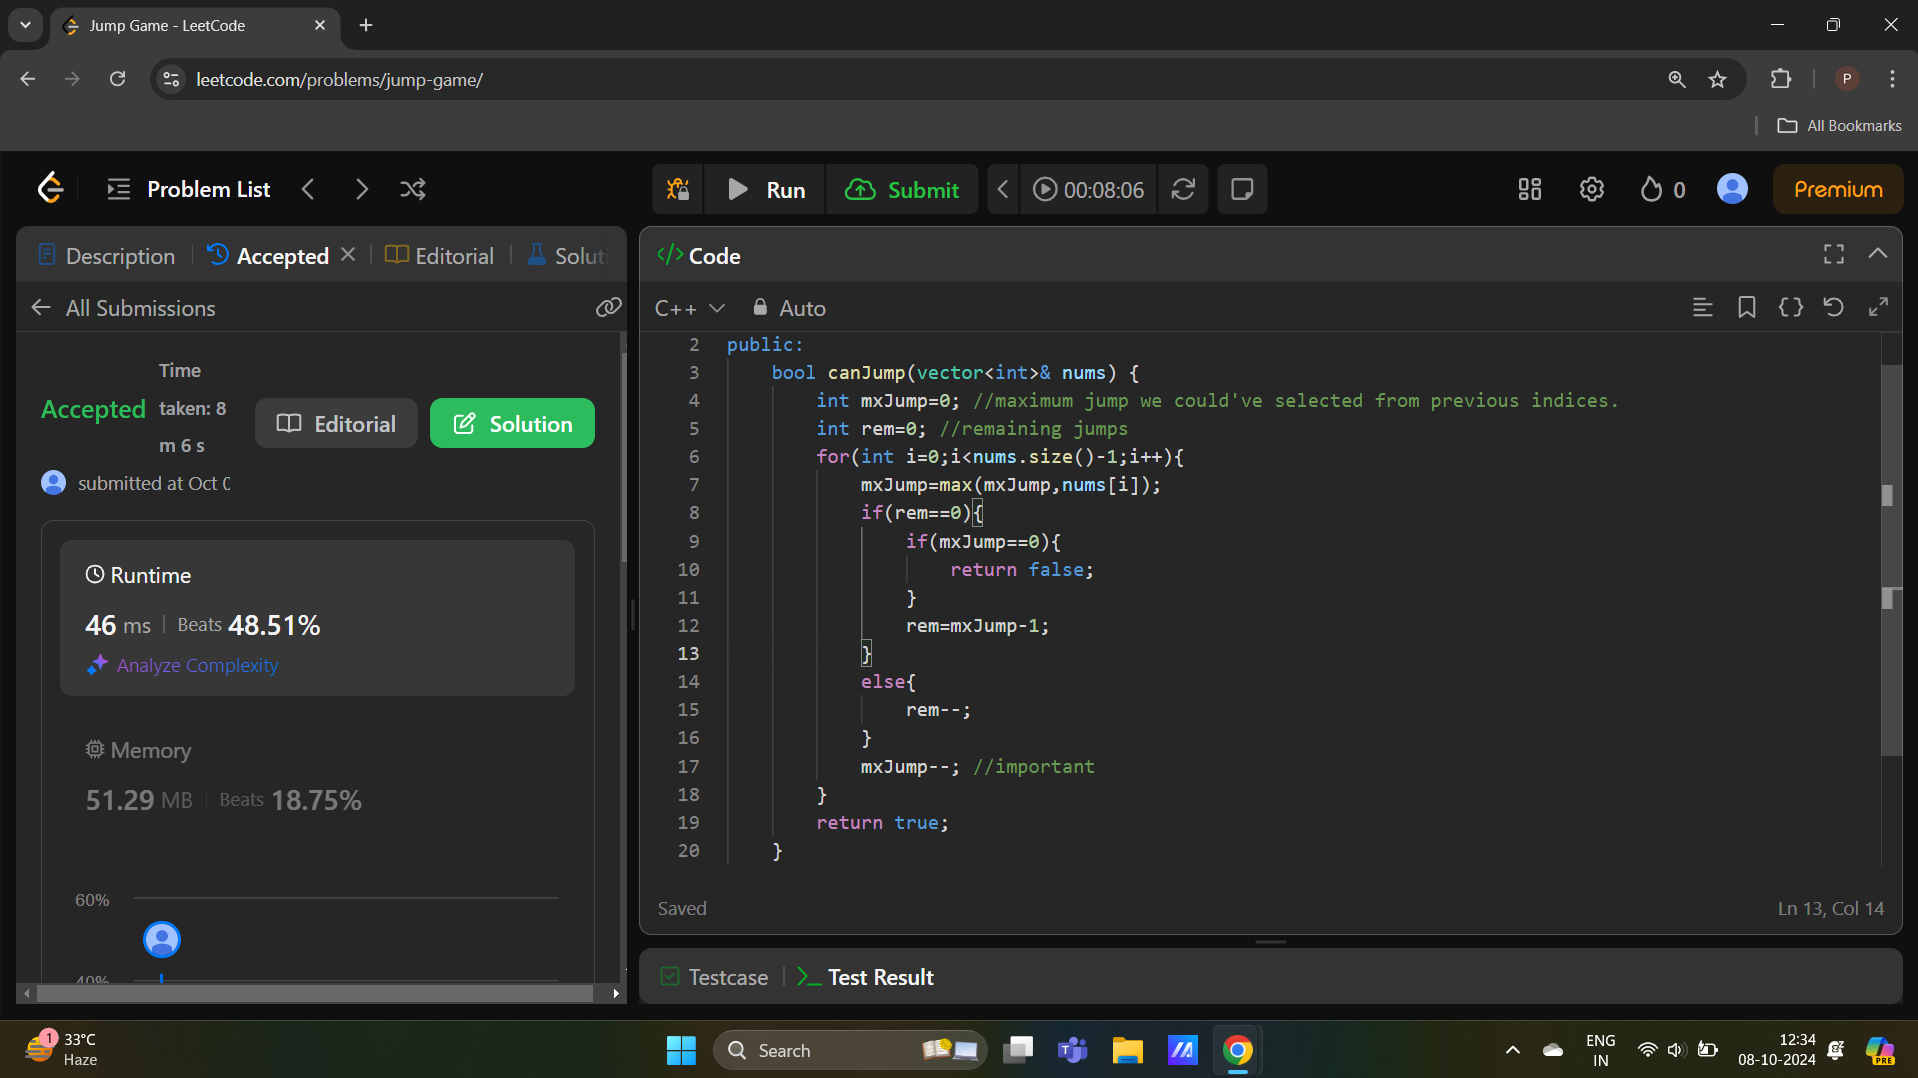 Jump Game - LeetCode
leetcode.com/problems/jump-game/
P
All Bookmarks
Problem List
Run
Submit
00:08:06
0
Premium
Description
Accepted
Editorial
Soluti
All Submissions
Accepted
Time
taken: 8
m 6 s
Editorial
Solution
submitted at Oct 0
Runtime
46 ms
Beats 48.51%
Analyze Complexity
Memory
51.29 MB
Beats 18.75%
60%
40%
</> Code
C++
Auto
2 public:
3 bool canJump(vector<int>& nums) {
4 int mxJump=0; //maximum jump we could've selected from previous indices.
5 int rem=0; //remaining jumps
6 for(int i=0;i<nums.size()-1;i++){
7 mxJump=max(mxJump,nums[i]);
8 if(rem==0){
9 if(mxJump==0){
10 return false;
11 }
12 rem=mxJump-1;
13 }
14 else{
15 rem--;
16 }
17 mxJump--; //important
18 }
19 return true;
20 }
Saved
Ln 13, Col 14
Testcase
Test Result
1
33°C
Haze
Search
ENG
IN
12:34
08-10-2024
PRE